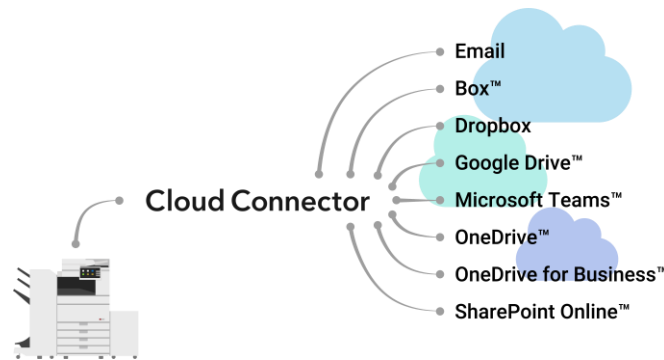 Email
Box™
Dropbox
Google Drive™
Cloud Connector
Microsoft Teams™
OneDrive™
OneDrive for Business™
SharePoint Online™